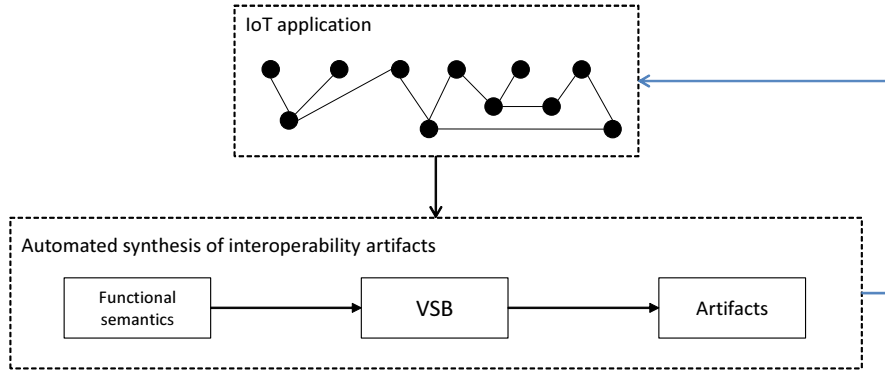 IoT application
Automated synthesis of interoperability artifacts
Functional
semantics
VSB
Artifacts